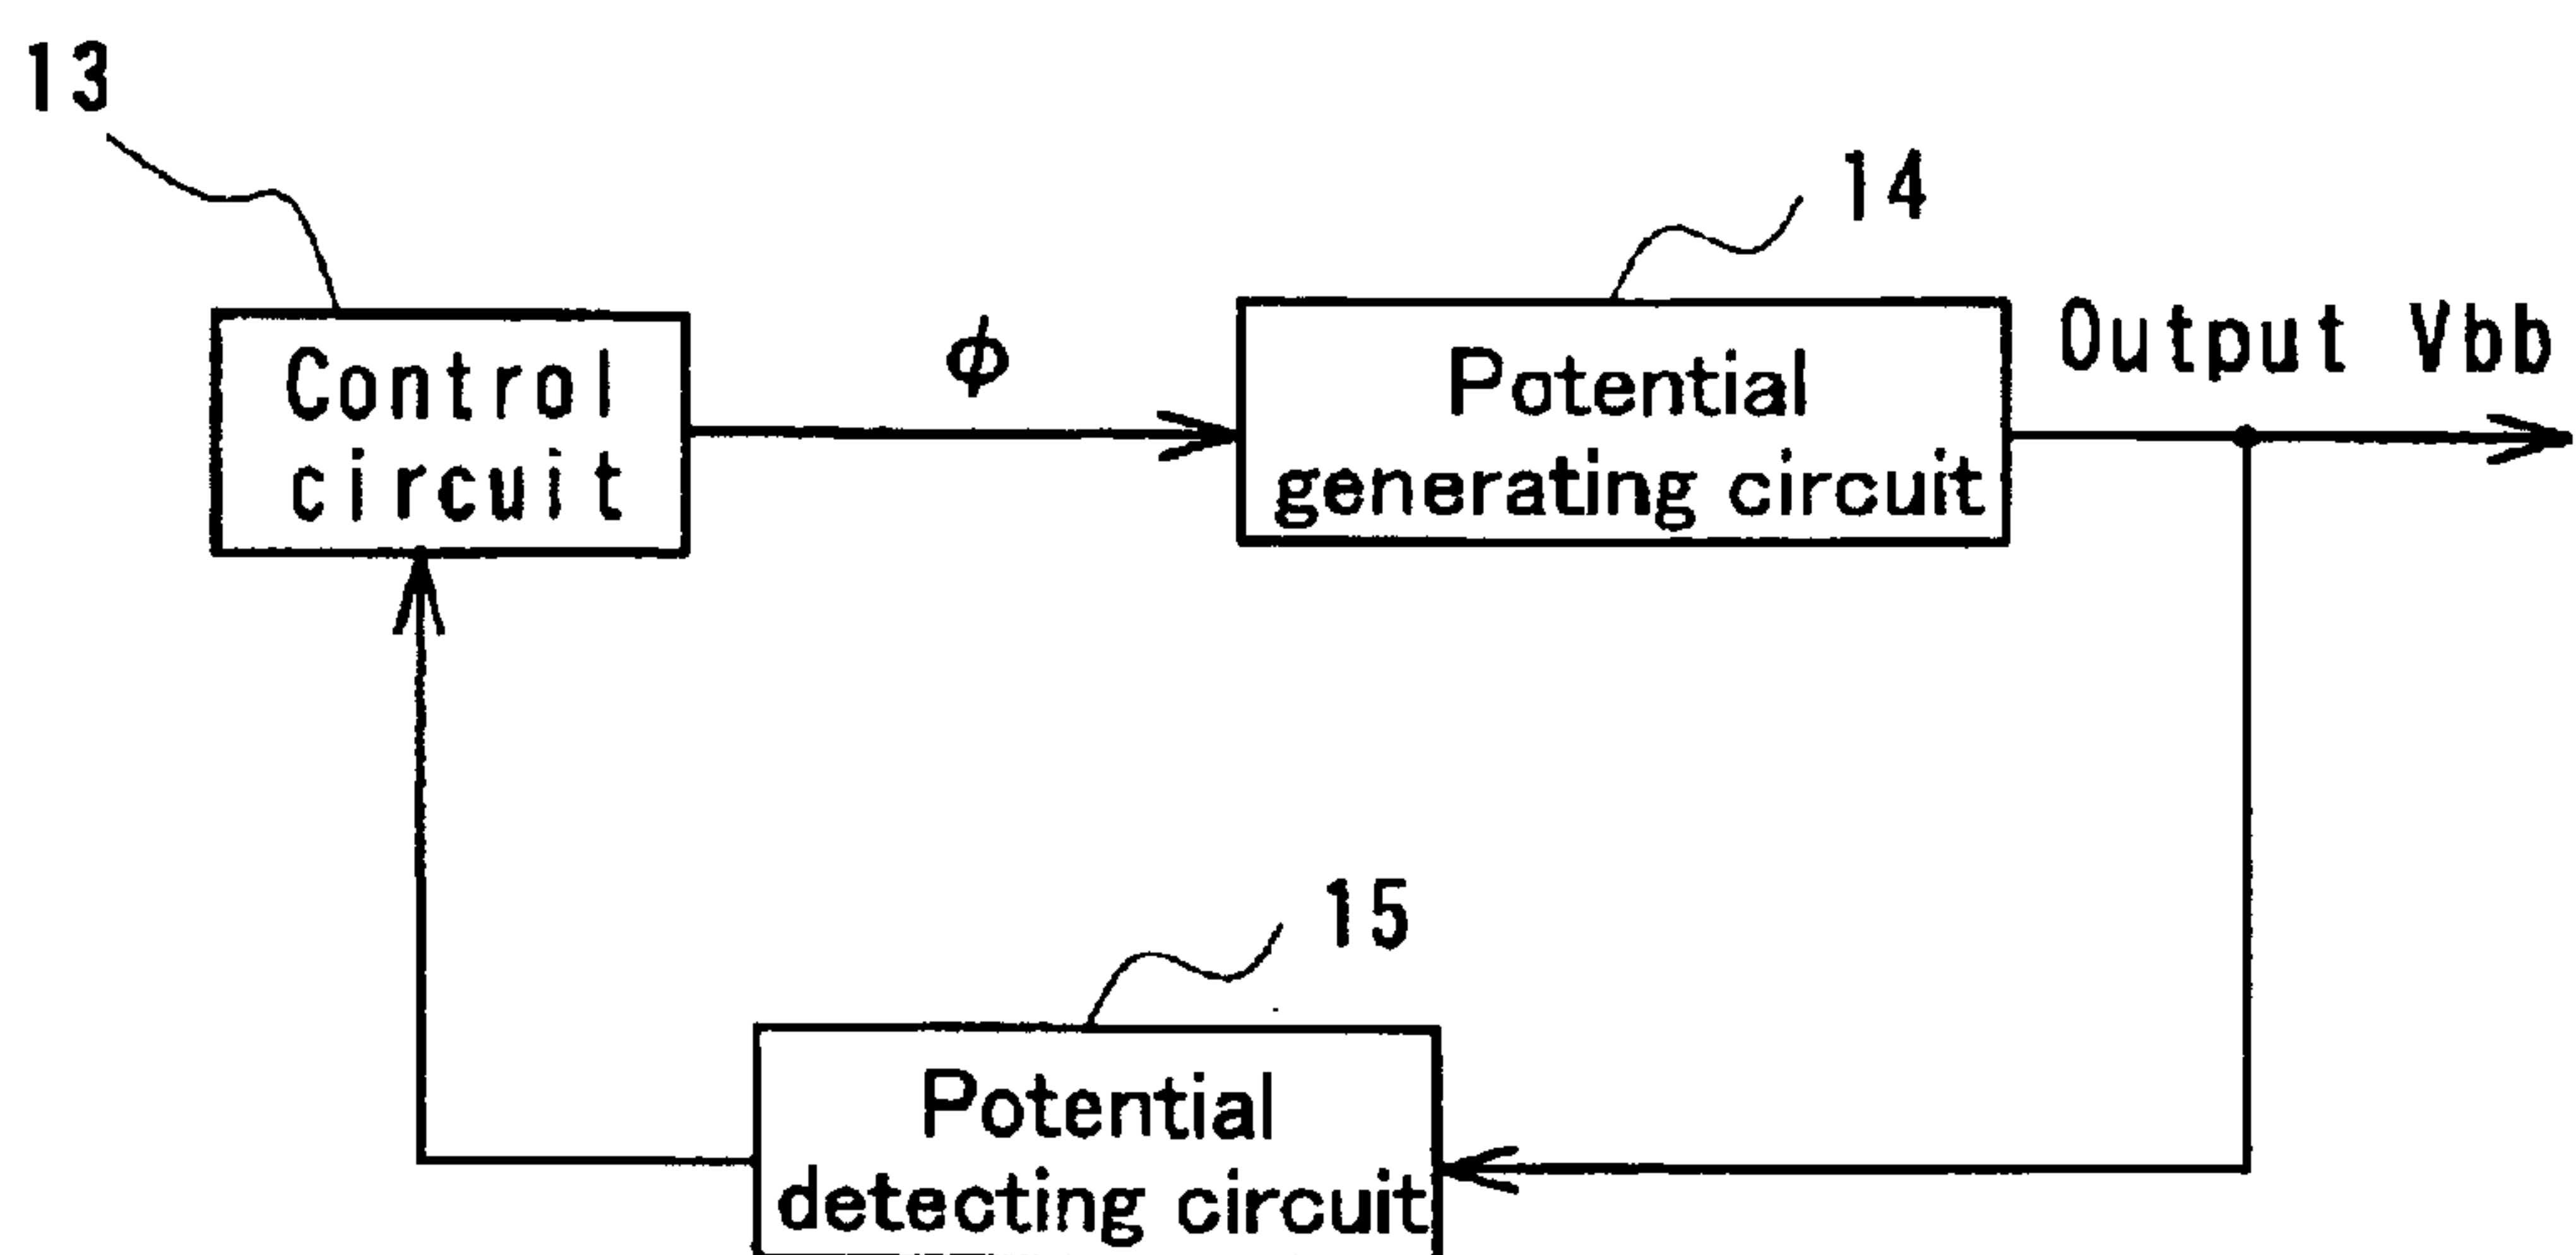 13
14
Control
circuit
ϕ
Potential
generating circuit
Output Vbb
15
Potential
detecting circuit